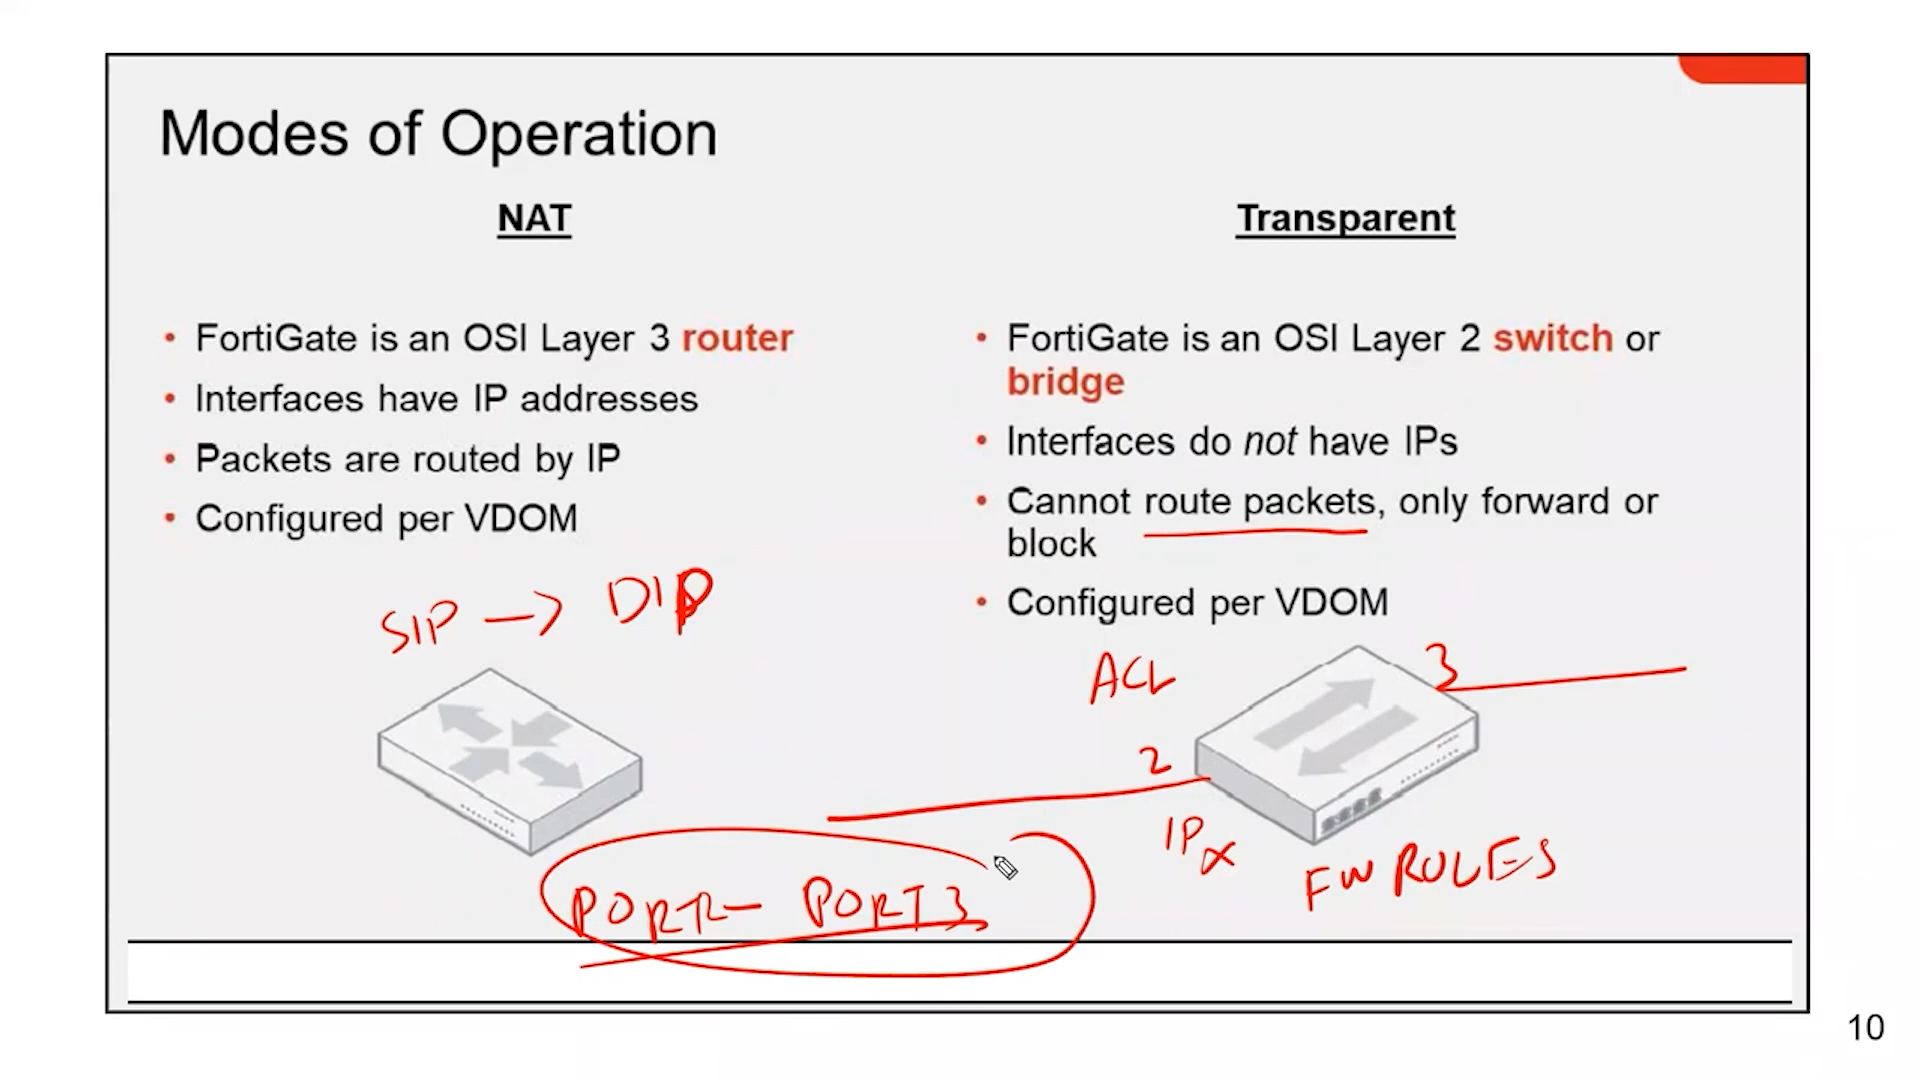 Modes of Operation
NAT
• FortiGate is an OSI Layer 3 router
• Interfaces have IP addresses
• Packets are routed by IP
• Configured per VDOM
SIP → DIP
Transparent
• FortiGate is an OSI Layer 2 switch or
bridge
• Interfaces do not have IPs
• Cannot route packets, only forward or
block
• Configured per VDOM
ACL
3
2
IP x
FW RULES
PORT2 - PORT3
10